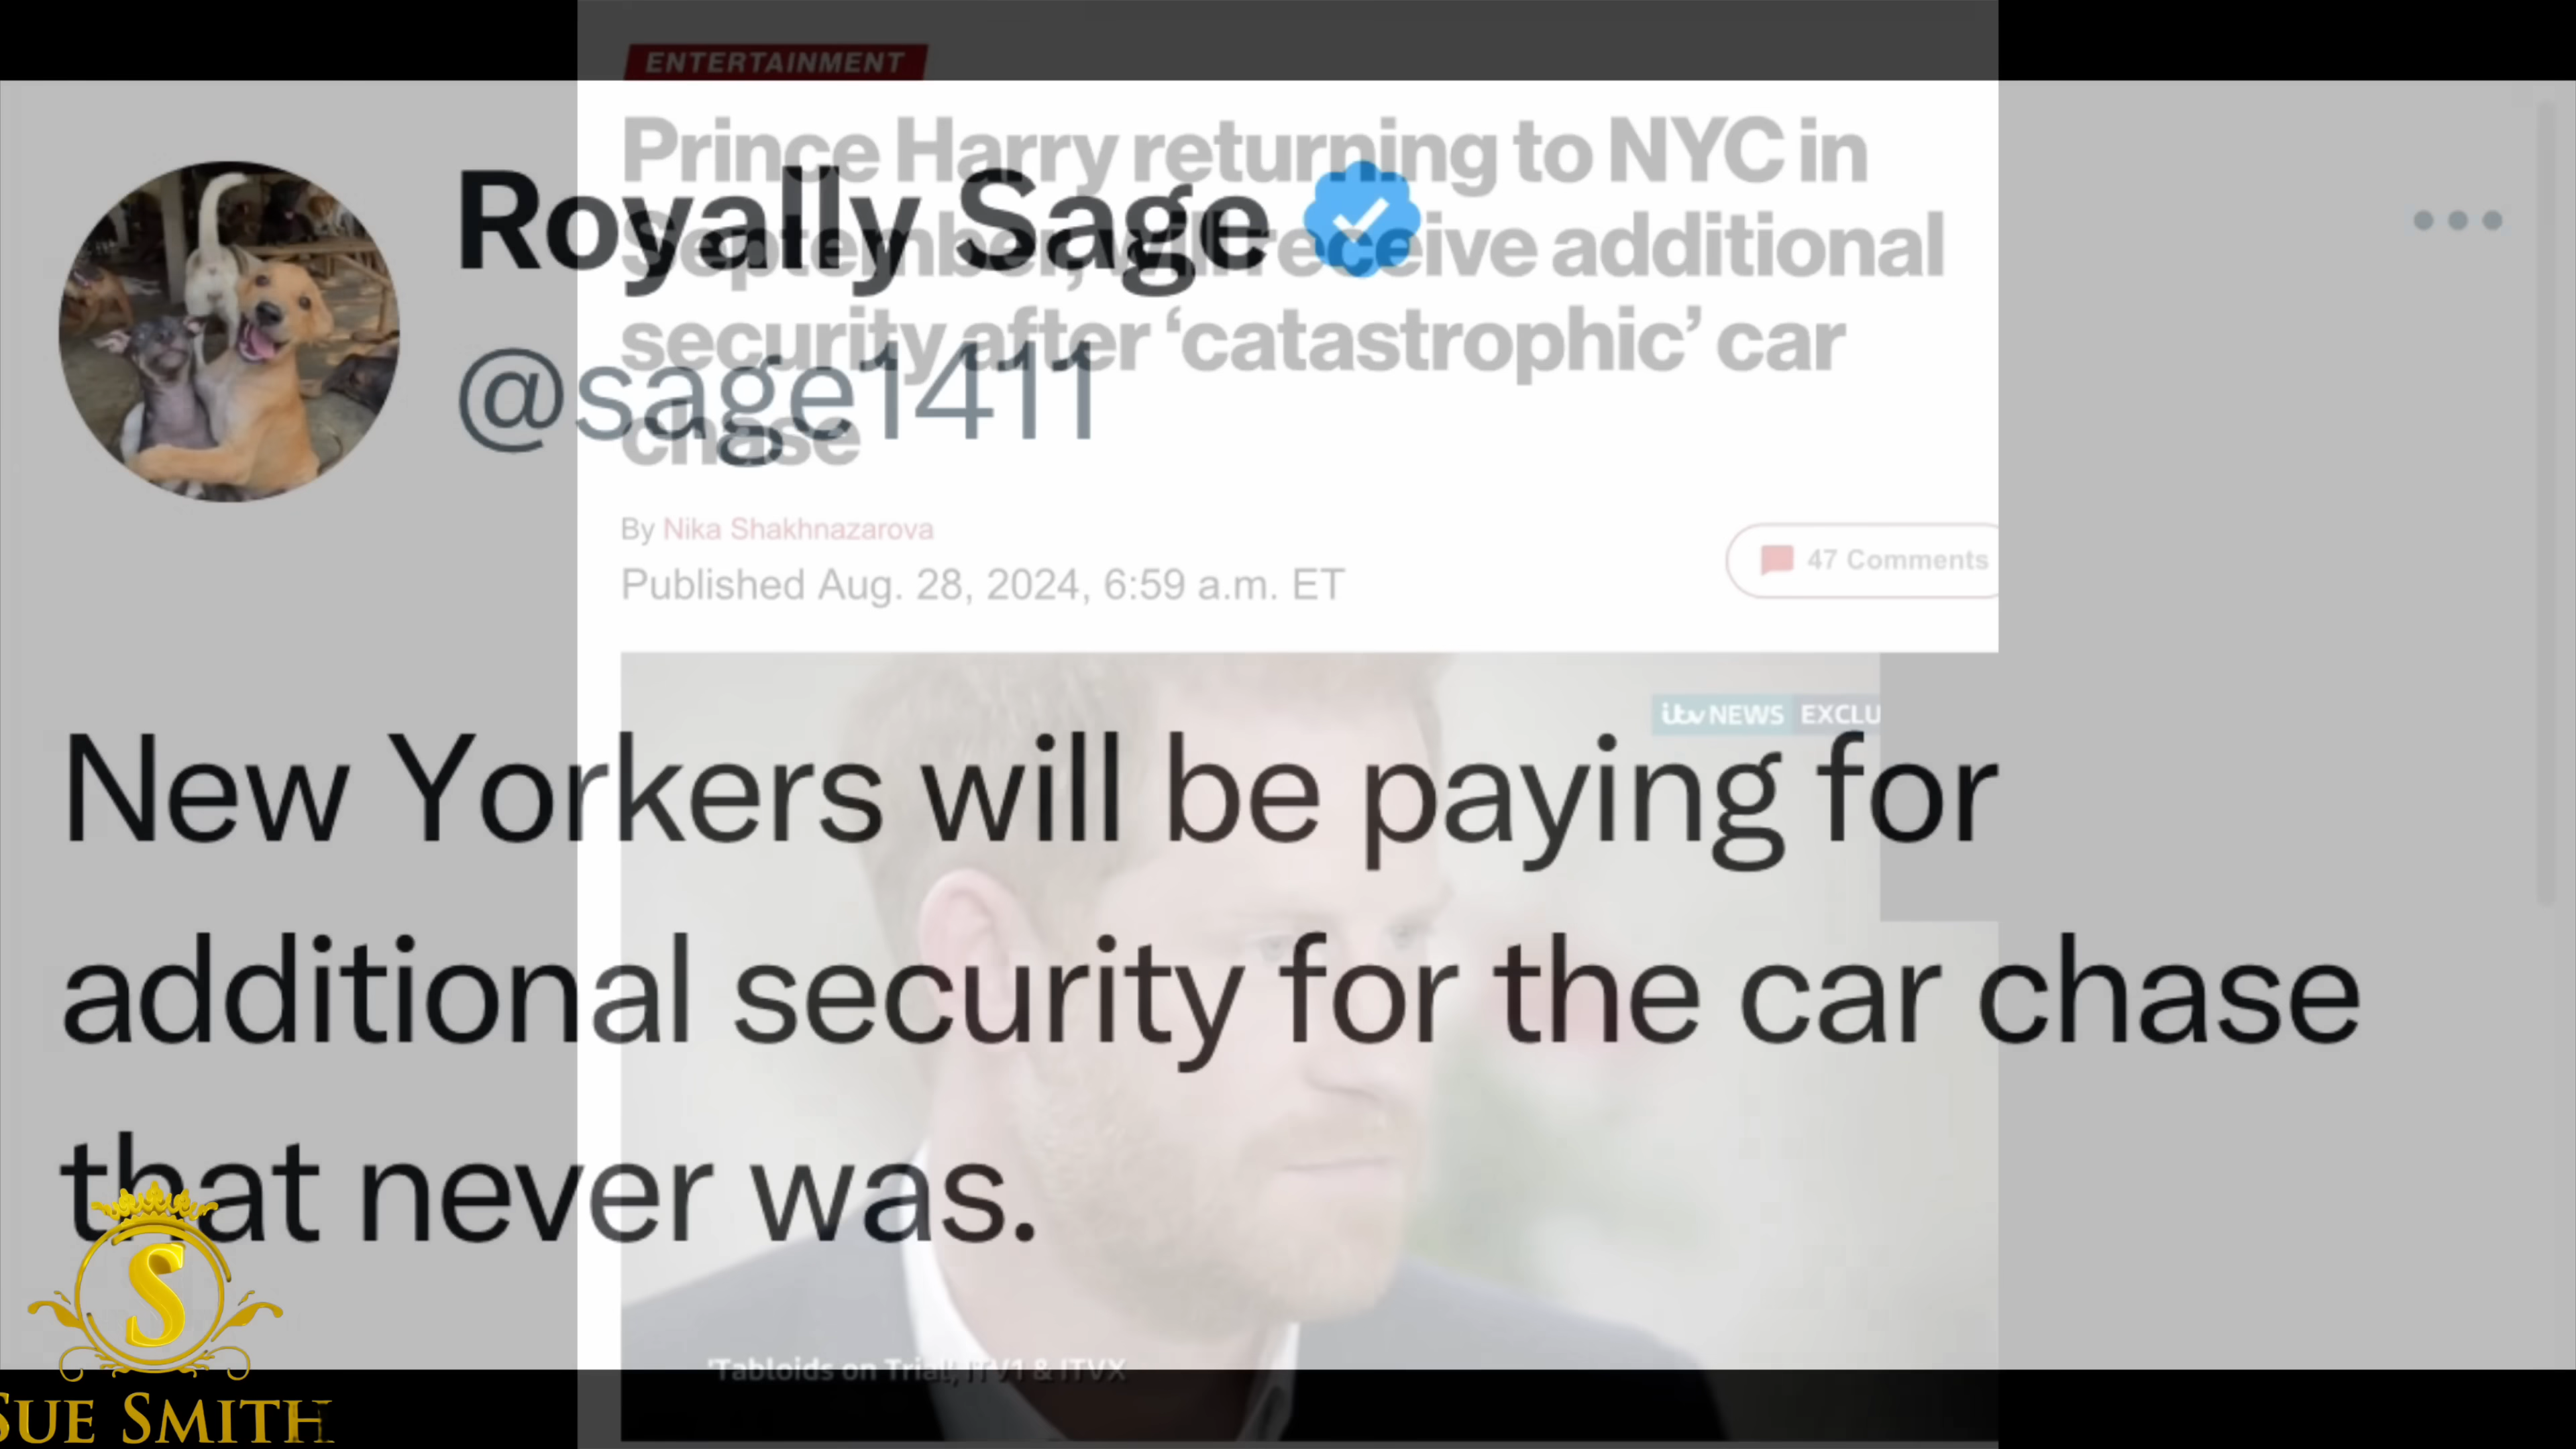 ENTERTAINMENT
Prince Harry returning to NYC in
September, will receive additional
security after ‘catastrophic’ car
chase
By Nika Shakhnazarova
Published Aug. 28, 2024, 6:59 a.m. ET
47 Comments
Royally Sage
@sage1411
itv NEWS EXCLU
New Yorkers will be paying for
additional security for the car chase
that never was.
'Tabloids on Trial', ITV1 & ITVX
S
SUE SMITH